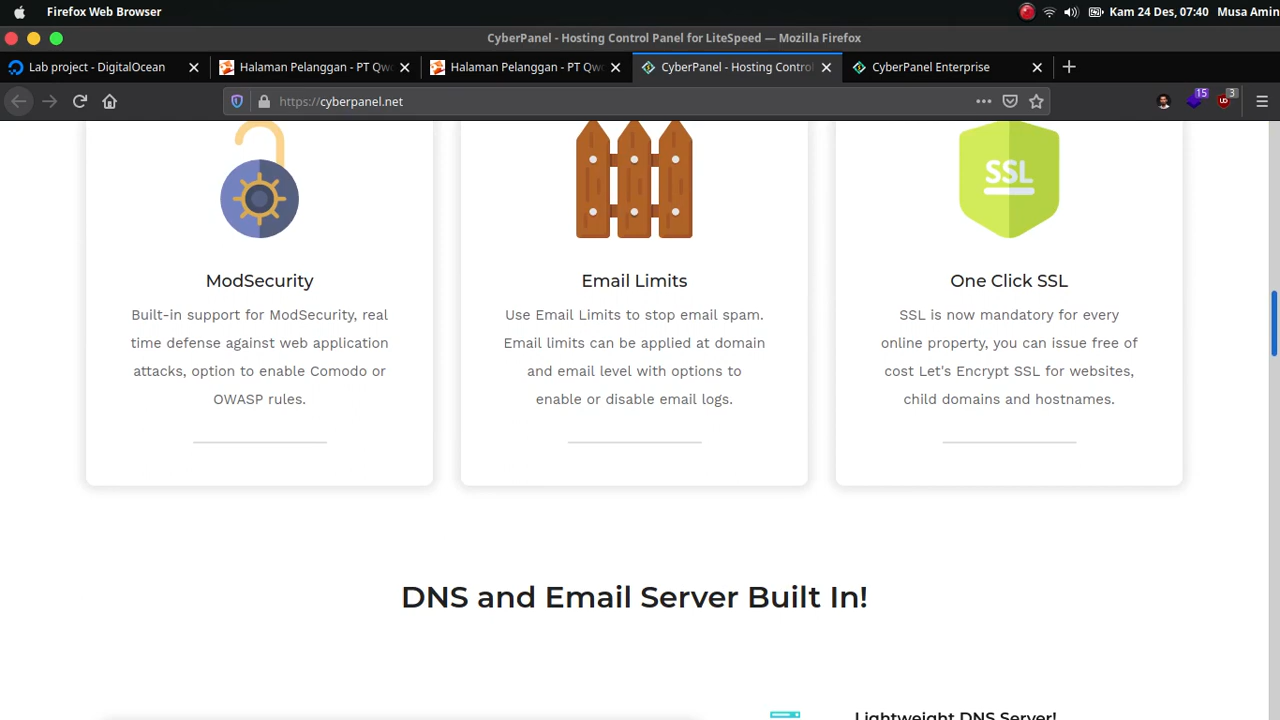 Firefox Web Browser
Kam 24 Des, 07:40 Musa Amin
CyberPanel - Hosting Control Panel for LiteSpeed — Mozilla Firefox
Lab project - DigitalOcean
Halaman Pelanggan - PT Qw
Halaman Pelanggan - PT Qw
CyberPanel - Hosting Control
CyberPanel Enterprise
https://cyberpanel.net
15
3
SSL
ModSecurity
Built-in support for ModSecurity, real
time defense against web application
attacks, option to enable Comodo or
OWASP rules.
Email Limits
Use Email Limits to stop email spam.
Email limits can be applied at domain
and email level with options to
enable or disable email logs.
One Click SSL
SSL is now mandatory for every
online property, you can issue free of
cost Let's Encrypt SSL for websites,
child domains and hostnames.
DNS and Email Server Built In!
Lightweight DNS Server!